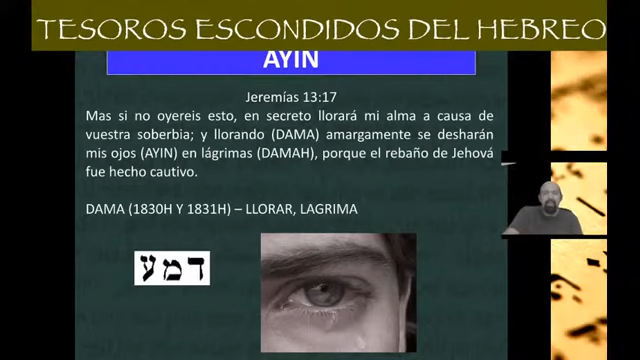 TESOROS ESCONDIDOS DEL HEBREO
AYIN
Jeremías 13:17
Mas si no oyereis esto, en secreto llorará mi alma a causa de
vuestra soberbia; y llorando (DAMA) amargamente se desharán
mis ojos (AYIN) en lágrimas (DAMAH), porque el rebaño de Jehová
fue hecho cautivo.
DAMA (1830H Y 1831H) – LLORAR, LAGRIMA
דמע